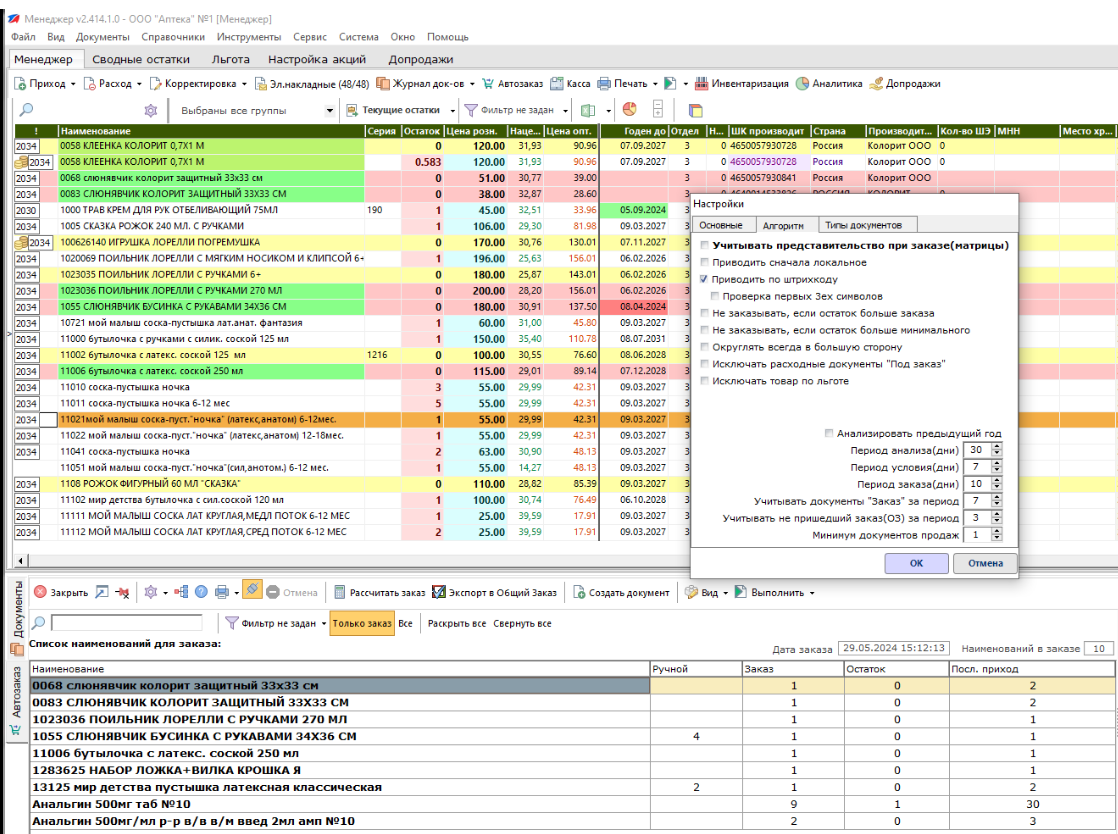 Менеджер v2.414.1.0 - ООО "Аптека" №1 [Менеджер]
Файл Вид Документы Справочники Инструменты Сервис Система Окно Помощь
Менеджер Сводные остатки Льгота Настройка акций Допродажи
Приход Расход Корректировка Эл.накладные (48/48) Журнал док-ов Автозаказ Касса Печать Инвентаризация Аналитика Допродажи
Выбраны все группы Текущие остатки Фильтр не задан
! Наименование Серия Остаток Цена розн. Наце... Цена опт. Годен до Отдел Н... ШК производит Страна Производит... Кол-во ШЭ МНН Место хр...
2034 0058 КЛЕЕНКА КОЛОРИТ 0,7Х1 М 0 120.00 31,93 90.96 07.09.2027 3 0 4650057930728 Россия Колорит ООО 0
2034 0058 КЛЕЕНКА КОЛОРИТ 0,7Х1 М 0.583 120.00 31,93 90.96 07.09.2027 3 0 4650057930728 Россия Колорит ООО 0
2034 0068 слюнявчик колорит защитный 33х33 см 0 51.00 30,77 39.00 3 0 4650057930841 Россия Колорит ООО
2034 0083 СЛЮНЯВЧИК КОЛОРИТ ЗАЩИТНЫЙ 33Х33 СМ 0 38.00 32,87 28.60 3
2030 1000 ТРАВ КРЕМ ДЛЯ РУК ОТБЕЛИВАЮЩИЙ 75МЛ 190 1 45.00 32,51 33.96 05.09.2024 3
2034 1005 СКАЗКА РОЖОК 240 МЛ. С РУЧКАМИ 1 106.00 29,30 81.98 09.03.2027 3
2034 100626140 ИГРУШКА ЛОРЕЛЛИ ПОГРЕМУШКА 0 170.00 30,76 130.01 07.11.2027 3
2034 1020069 ПОИЛЬНИК ЛОРЕЛЛИ С МЯГКИМ НОСИКОМ И КЛИПСОЙ 6+ 1 196.00 25,63 156.01 06.02.2026 3
2034 1023035 ПОИЛЬНИК ЛОРЕЛЛИ С РУЧКАМИ 6+ 0 180.00 25,87 143.01 06.02.2026 3
2034 1023036 ПОИЛЬНИК ЛОРЕЛЛИ С РУЧКАМИ 270 МЛ 0 200.00 28,20 156.01 06.02.2026 3
2034 1055 СЛЮНЯВЧИК БУСИНКА С РУКАВАМИ 34Х36 СМ 0 180.00 30,91 137.50 08.04.2024 3
2034 10721 мой малыш соска-пустышка лат.анат. фантазия 1 60.00 31,00 45.80 09.03.2027 3
2034 11000 бутылочка с ручками с силик. соской 125 мл 1 150.00 35,40 110.78 08.07.2031 3
2034 11002 бутылочка с латекс. соской 125 мл 1216 0 100.00 30,55 76.60 08.06.2028 3
2034 11006 бутылочка с латекс. соской 250 мл 0 115.00 29,01 89.14 07.12.2028 3
2034 11010 соска-пустышка ночка 3 55.00 29,99 42.31 09.03.2027 3
2034 11011 соска-пустышка ночка 6-12 мес 5 55.00 29,99 42.31 09.03.2027 3
2034 11021мой малыш соска-пуст."ночка" (латекс,анатом) 6-12мес. 1 55.00 29,99 42.31 09.03.2027 3
2034 11022 мой малыш соска-пуст."ночка" (латекс,анатом) 12-18мес. 1 55.00 29,99 42.31 09.03.2027 3
2034 11041 соска-пустышка ночка 2 63.00 30,90 48.13 09.03.2027 3
11051 мой малыш соска-пуст."ночка"(сил,анотом.) 6-12 мес. 1 55.00 14,27 48.13 09.03.2027 3
2034 1108 РОЖОК ФИГУРНЫЙ 60 МЛ "СКАЗКА" 0 110.00 28,82 85.39 09.03.2027 3
2034 11102 мир детства бутылочка с сил.соской 120 мл 1 100.00 30,74 76.49 06.10.2028 3
2034 11111 МОЙ МАЛЫШ СОСКА ЛАТ КРУГЛАЯ,МЕДЛ ПОТОК 6-12 МЕС 1 25.00 39,59 17.91 09.03.2027 3
2034 11112 МОЙ МАЛЫШ СОСКА ЛАТ КРУГЛАЯ,СРЕД ПОТОК 6-12 МЕС 2 25.00 39,59 17.91 09.03.2027 3
Настройки
Основные Алгоритм Типы документов
Учитывать представительство при заказе(матрицы)
Приводить сначала локальное
Приводить по штрихкоду
Проверка первых 3ех символов
Не заказывать, если остаток больше заказа
Не заказывать, если остаток больше минимального
Округлять всегда в большую сторону
Исключать расходные документы "Под заказ"
Исключать товар по льготе
Анализировать предыдущий год
Период анализа(дни) 30
Период условия(дни) 7
Период заказа(дни) 10
Учитывать документы "Заказ" за период 7
Учитывать не пришедший заказ(ОЗ) за период 3
Минимум документов продаж 1
ОК Отмена
Документы
Автозаказ
Закрыть Отмена Рассчитать заказ Экспорт в Общий Заказ Создать документ Вид Выполнить
Фильтр не задан Только заказ Все Раскрыть все Свернуть все
Список наименований для заказа: Дата заказа 29.05.2024 15:12:13 Наименований в заказе 10
Наименование Ручной Заказ Остаток Посл. приход
0068 слюнявчик колорит защитный 33х33 см 1 0 2
0083 СЛЮНЯВЧИК КОЛОРИТ ЗАЩИТНЫЙ 33Х33 СМ 1 0 2
1023036 ПОИЛЬНИК ЛОРЕЛЛИ С РУЧКАМИ 270 МЛ 1 0 1
1055 СЛЮНЯВЧИК БУСИНКА С РУКАВАМИ 34Х36 СМ 4 1 0 1
11006 бутылочка с латекс. соской 250 мл 1 0 1
1283625 НАБОР ЛОЖКА+ВИЛКА КРОШКА Я 1 0 1
13125 мир детства пустышка латексная классическая 2 1 0 2
Анальгин 500мг таб №10 9 1 30
Анальгин 500мг/мл р-р в/в в/м введ 2мл амп №10 2 0 3